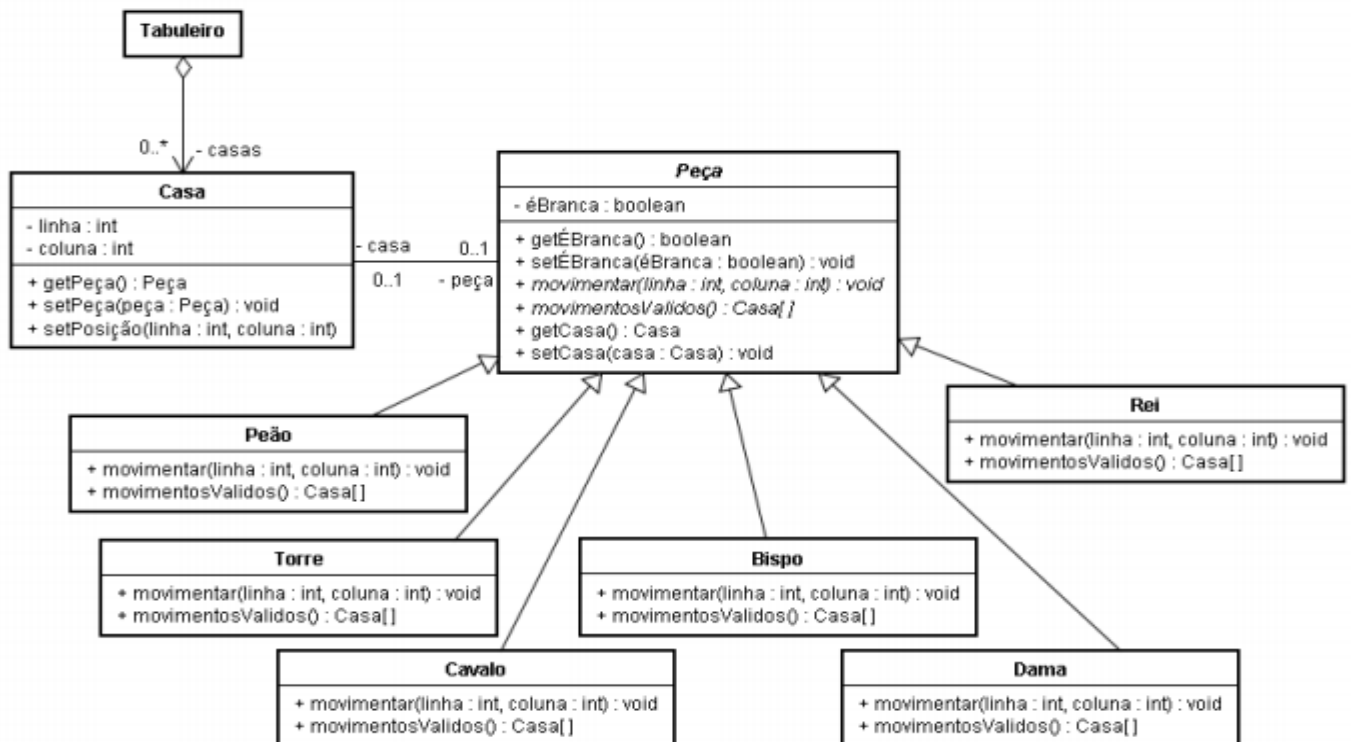 Tabuleiro
0..*
- casas
Casa
- linha : int
- coluna : int
+ getPeça() : Peça
+ setPeça(peça : Peça) : void
+ setPosição(linha : int, coluna : int)
- casa
0..1
0..1
- peça
Peça
- éBranca : boolean
+ getÉBranca() : boolean
+ setÉBranca(éBranca : boolean) : void
+ movimentar(linha : int, coluna : int) : void
+ movimentosValidos() : Casa[]
+ getCasa() : Casa
+ setCasa(casa : Casa) : void
Rei
+ movimentar(linha : int, coluna : int) : void
+ movimentosValidos() : Casa[]
Peão
+ movimentar(linha : int, coluna : int) : void
+ movimentosValidos() : Casa[]
Torre
+ movimentar(linha : int, coluna : int) : void
+ movimentosValidos() : Casa[]
Bispo
+ movimentar(linha : int, coluna : int) : void
+ movimentosValidos() : Casa[]
Cavalo
+ movimentar(linha : int, coluna : int) : void
+ movimentosValidos() : Casa[]
Dama
+ movimentar(linha : int, coluna : int) : void
+ movimentosValidos() : Casa[]